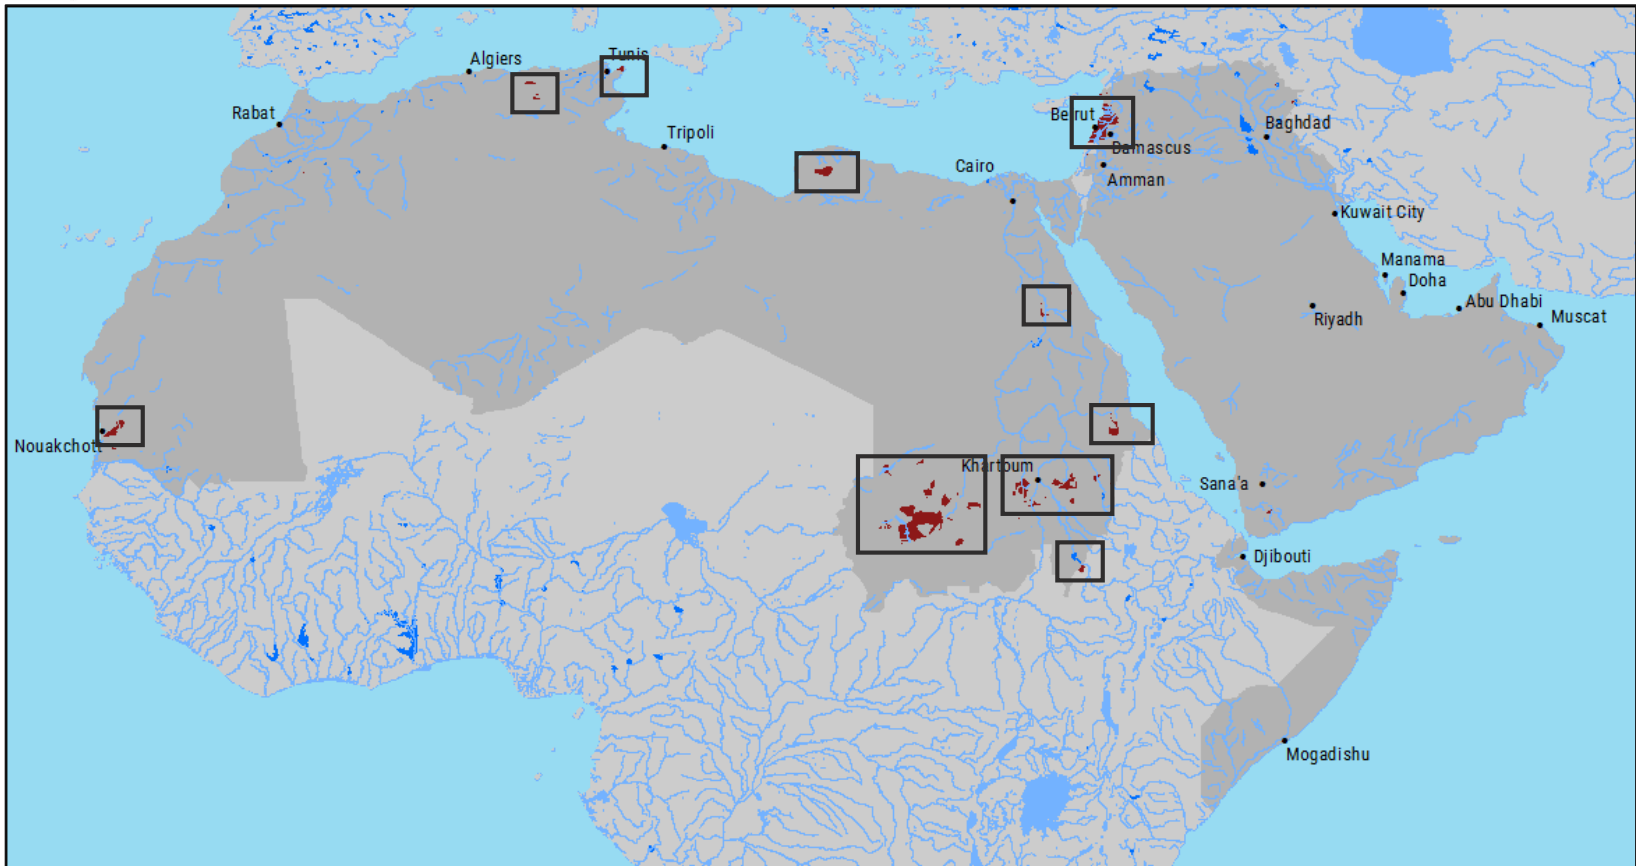 Algiers
Tunis
Rabat
Tripoli
Beirut
Damascus
Baghdad
Cairo
Amman
Kuwait City
Manama
Doha
Abu Dhabi
Muscat
Riyadh
Nouakchott
Khartoum
Sana'a
Djibouti
Mogadishu